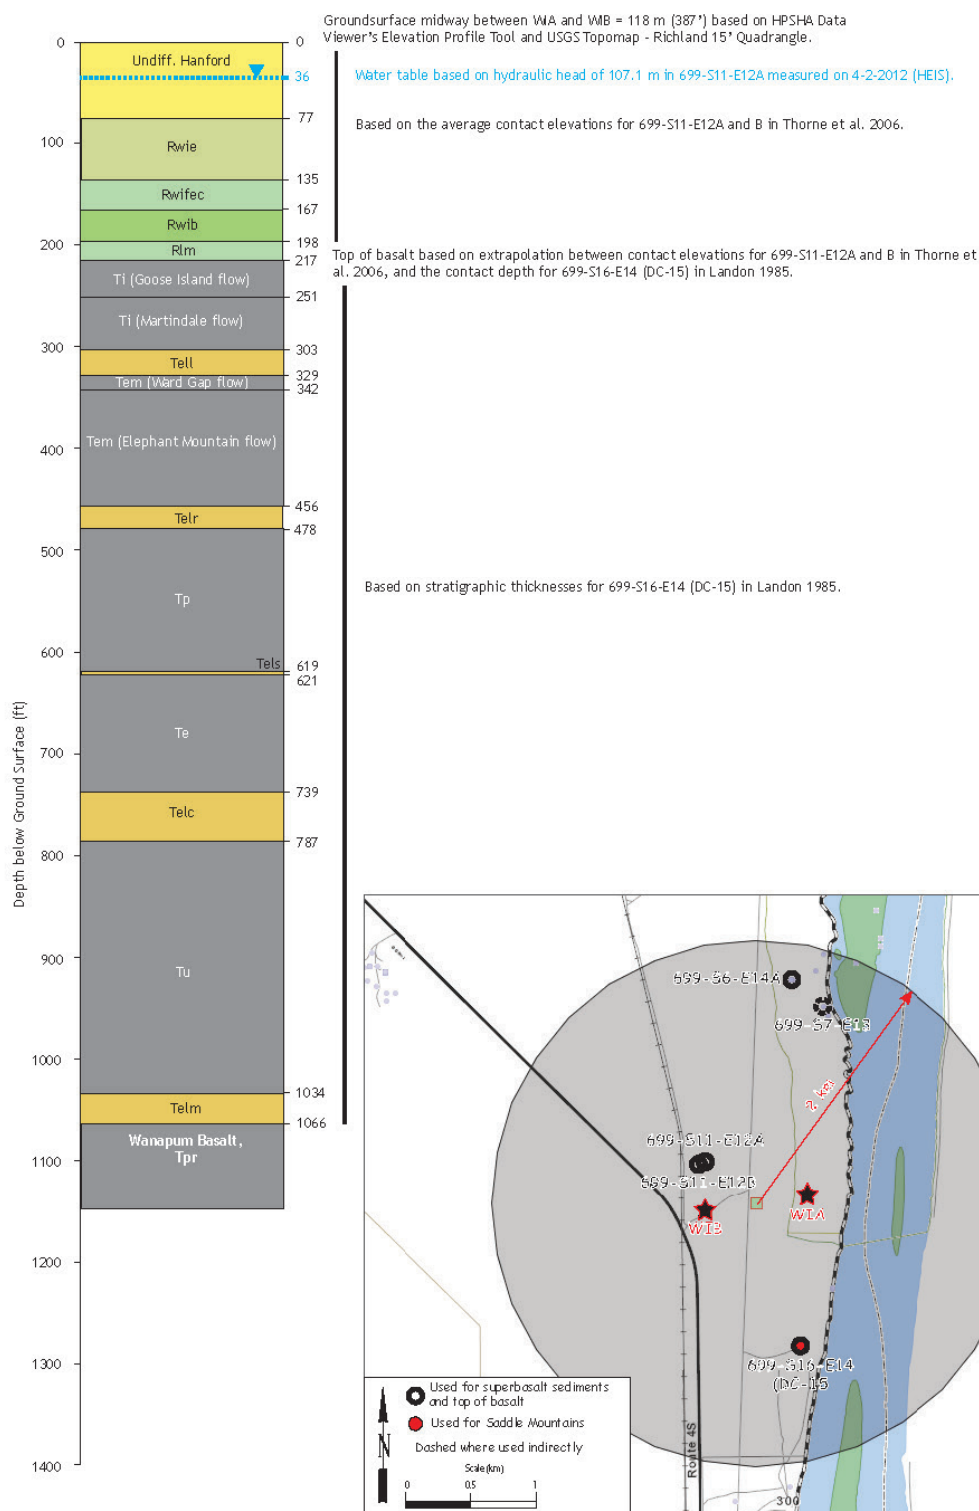 Groundsurface midway between WIA and WIB = 118 m (387') based on HPSHA Data
Viewer's Elevation Profile Tool and USGS Topomap - Richland 15' Quadrangle.
0
0
Undiff. Hanford
36
Water table based on hydraulic head of 107.1 m in 699-S11-E12A measured on 4-2-2012 (HEIS).
77
Based on the average contact elevations for 699-S11-E12A and B in Thorne et al. 2006.
100
Rwie
135
Rwifec
167
200
Rwib
198
Rlm
217
Top of basalt based on extrapolation between contact elevations for 699-S11-E12A and B in Thorne et
al. 2006, and the contact depth for 699-S16-E14 (DC-15) in Landon 1985.
Ti (Goose Island flow)
251
Ti (Martindale flow)
300
303
Tell
329
Tem (Ward Gap flow)
342
400
Tem (Elephant Mountain flow)
456
Telr
478
500
Based on stratigraphic thicknesses for 699-S16-E14 (DC-15) in Landon 1985.
Tp
600
Tels
619
621
700
Te
739
Telc
787
800
Depth below Ground Surface (ft)
900
Tu
1000
1034
Telm
1066
1100
Wanapum Basalt,
Tpr
1200
1300
1400
699-S6-E14A
699-S7-E13
2 km
699-S11-E12A
699-S11-E12B
WIB
WIA
699-S16-E14
(DC-15
Route 4S
300
Used for superbasalt sediments
and top of basalt
Used for Saddle Mountains
Dashed where used indirectly
N
Scale(km)
0
0.5
1